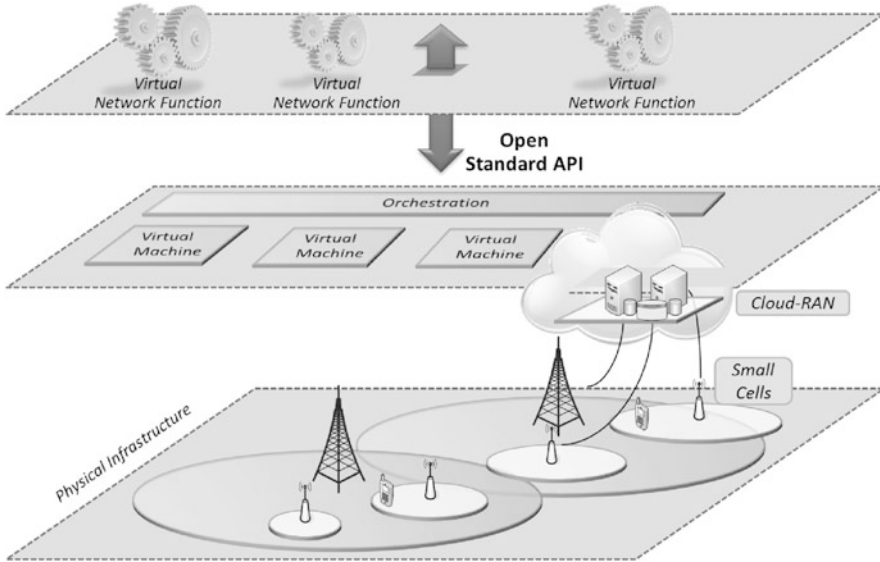 Virtual
Network Function
Virtual
Network Function
Virtual
Network Function
Open
Standard API
Orchestration
Virtual
Machine
Virtual
Machine
Virtual
Machine
Cloud-RAN
Small
Cells
Physical Infrastructure